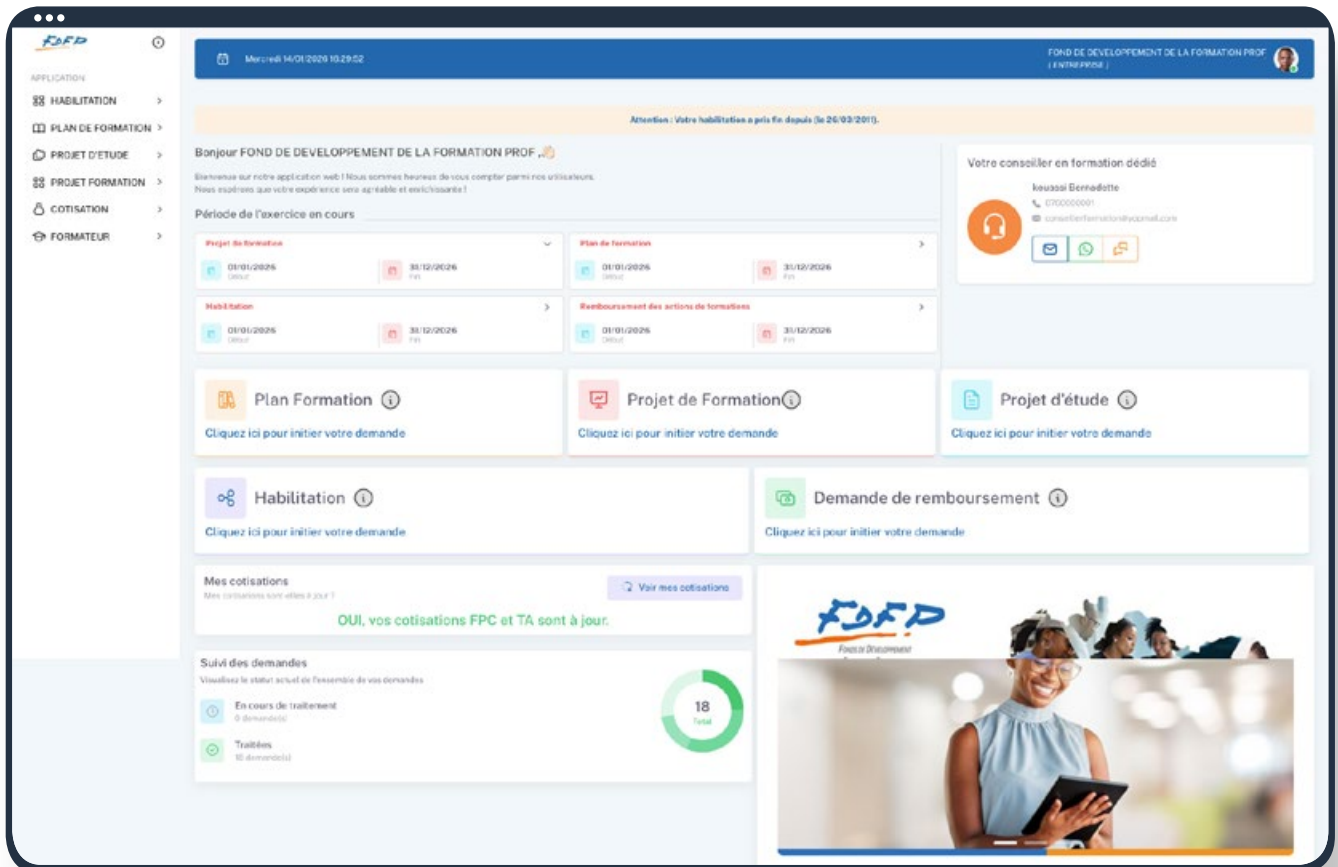 FDFP
APPLICATION
HABILITATION
PLAN DE FORMATION
PROJET D'ETUDE
PROJET FORMATION
COTISATION
FORMATEUR
Mercredi 14/01/2026 10:29:52
FOND DE DEVELOPPEMENT DE LA FORMATION PROF
( ENTREPRISE )
Attention : Votre habilitation a pris fin depuis (le 26/03/2011).
Bonjour FOND DE DEVELOPPEMENT DE LA FORMATION PROF ,
Bienvenue sur notre application web ! Nous sommes heureux de vous compter parmi nos utilisateurs.
Nous espérons que votre expérience sera agréable et enrichissante !
Période de l'exercice en cours
Projet de formation
01/01/2026
Début
31/12/2026
Fin
Plan de formation
01/01/2026
Début
31/12/2026
Fin
Habilitation
01/01/2026
Début
31/12/2026
Fin
Remboursement des actions de formations
01/01/2026
Début
31/12/2026
Fin
Votre conseiller en formation dédié
kouassi Bernadette
0700000001
Plan Formation
Cliquez ici pour initier votre demande
Projet de Formation
Cliquez ici pour initier votre demande
Projet d'étude
Cliquez ici pour initier votre demande
Habilitation
Cliquez ici pour initier votre demande
Demande de remboursement
Cliquez ici pour initier votre demande
Mes cotisations
Mes cotisations sont-elles à jour ?
Voir mes cotisations
OUI, vos cotisations FPC et TA sont à jour.
Suivi des demandes
Visualisez le statut actuel de l'ensemble de vos demandes
En cours de traitement
0 demande(s)
Traitées
demande(s)
18
Total
FDFP
Fonds de Développement